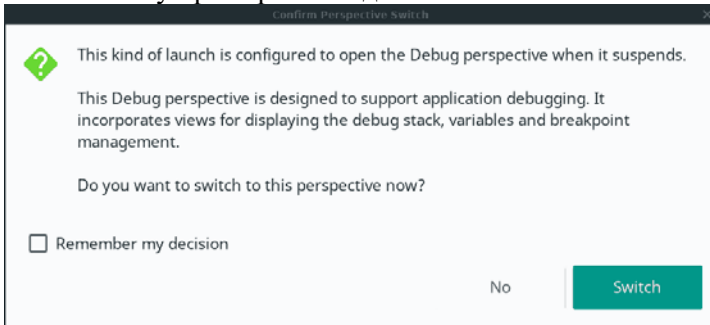 Confirm Perspective Switch
This kind of launch is configured to open the Debug perspective when it suspends.
This Debug perspective is designed to support application debugging. It
incorporates views for displaying the debug stack, variables and breakpoint
management.
Do you want to switch to this perspective now?
Remember my decision
No
Switch